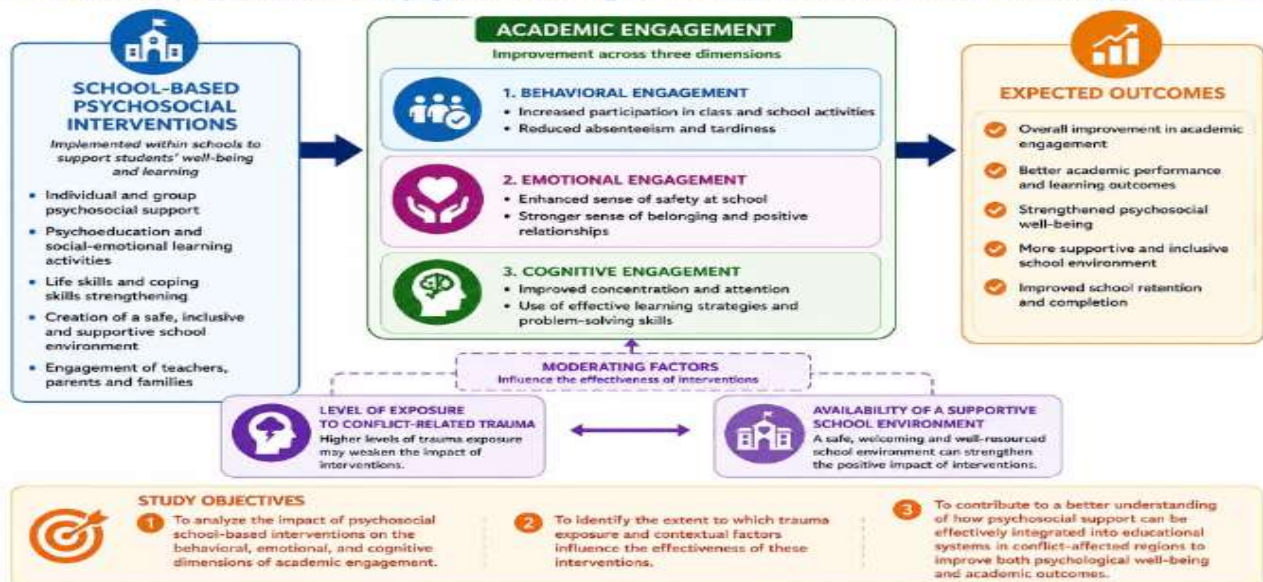 SCHOOL-BASED
PSYCHOSOCIAL
INTERVENTIONS
Implemented within schools to
support students' well-being
and learning
• Individual and group
psychosocial support
• Psychoeducation and
social-emotional learning
activities
• Life skills and coping
skills strengthening
• Creation of a safe, inclusive
and supportive school
environment
• Engagement of teachers,
parents and families
ACADEMIC ENGAGEMENT
Improvement across three dimensions
1. BEHAVIORAL ENGAGEMENT
• Increased participation in class and school activities
• Reduced absenteeism and tardiness
2. EMOTIONAL ENGAGEMENT
• Enhanced sense of safety at school
• Stronger sense of belonging and positive
relationships
3. COGNITIVE ENGAGEMENT
• Improved concentration and attention
• Use of effective learning strategies and
problem-solving skills
EXPECTED OUTCOMES
Overall improvement in academic
engagement
Better academic performance
and learning outcomes
Strengthened psychosocial
well-being
More supportive and inclusive
school environment
Improved school retention
and completion
MODERATING FACTORS
Influence the effectiveness of interventions
LEVEL OF EXPOSURE
TO CONFLICT-RELATED TRAUMA
Higher levels of trauma exposure
may weaken the impact of
interventions.
AVAILABILITY OF A SUPPORTIVE
SCHOOL ENVIRONMENT
A safe, welcoming and well-resourced
school environment can strengthen
the positive impact of interventions.
STUDY OBJECTIVES
1 To analyze the impact of psychosocial
school-based interventions on the
behavioral, emotional, and cognitive
dimensions of academic engagement.
2 To identify the extent to which trauma
exposure and contextual factors
influence the effectiveness of these
interventions.
3 To contribute to a better understanding
of how psychosocial support can be
effectively integrated into educational
systems in conflict-affected regions to
improve both psychological well-being
and academic outcomes.